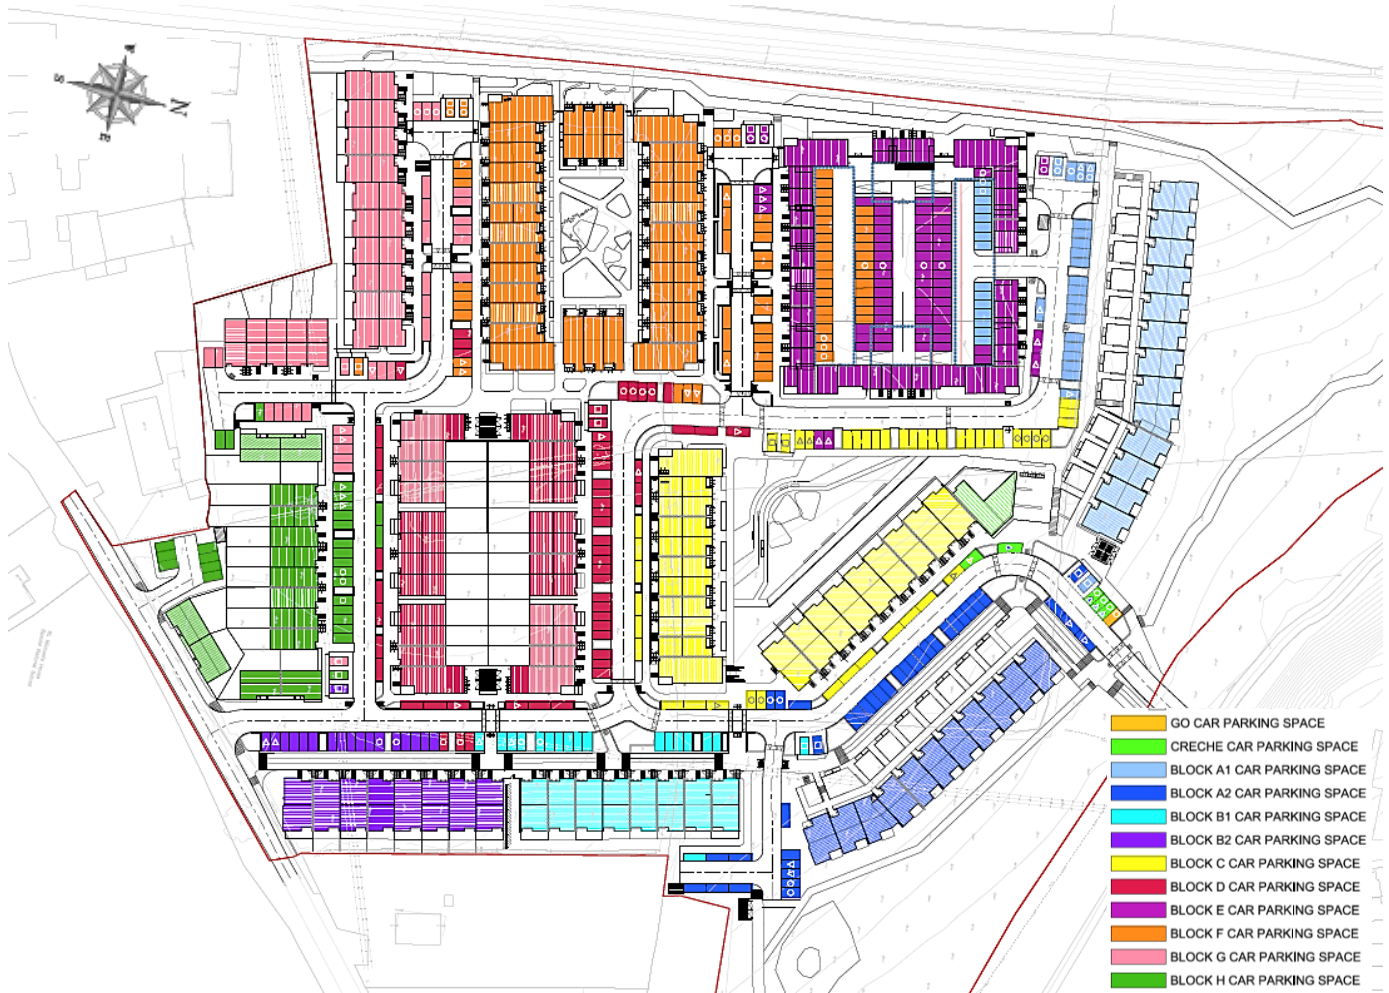 N
GO CAR PARKING SPACE
CRECHE CAR PARKING SPACE
BLOCK A1 CAR PARKING SPACE
BLOCK A2 CAR PARKING SPACE
BLOCK B1 CAR PARKING SPACE
BLOCK B2 CAR PARKING SPACE
BLOCK C CAR PARKING SPACE
BLOCK D CAR PARKING SPACE
BLOCK E CAR PARKING SPACE
BLOCK F CAR PARKING SPACE
BLOCK G CAR PARKING SPACE
BLOCK H CAR PARKING SPACE